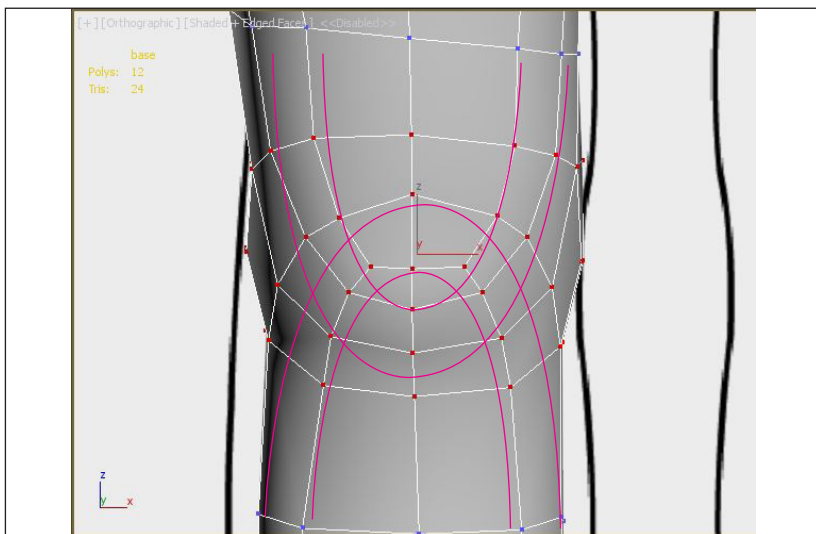 [+] [Orthographic] [Shaded + Edged Faces] <<Disabled>>
base
Polys: 12
Tris: 24
z
x
y
z
x
y